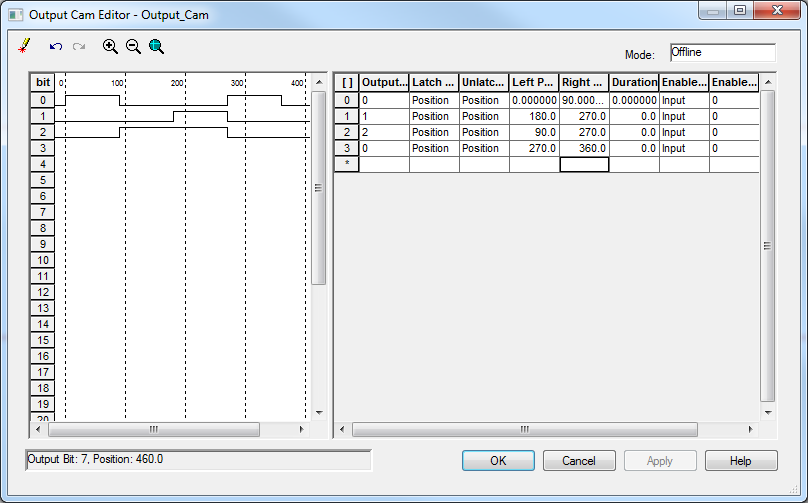 Output Cam Editor - Output_Cam
Mode: Offline
bit 0 100 200 300 400
0
1
2
3
4
5
6
7
8
9
10
11
12
13
14
15
16
17
18
19
20
[ ] Output... Latch ... Unlatc... Left P... Right ... Duration Enable... Enable...
0 0 Position Position 0.000000 90.000... 0.000000 Input 0
1 1 Position Position 180.0 270.0 0.0 Input 0
2 2 Position Position 90.0 270.0 0.0 Input 0
3 0 Position Position 270.0 360.0 0.0 Input 0
*
Output Bit: 7, Position: 460.0
OK Cancel Apply Help